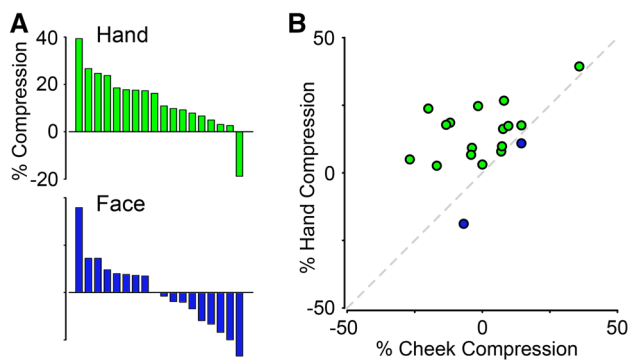 A
B
Hand
% Compression
40
20
0
-20
Face
% Hand Compression
50
0
-50
-50
0
50
% Cheek Compression